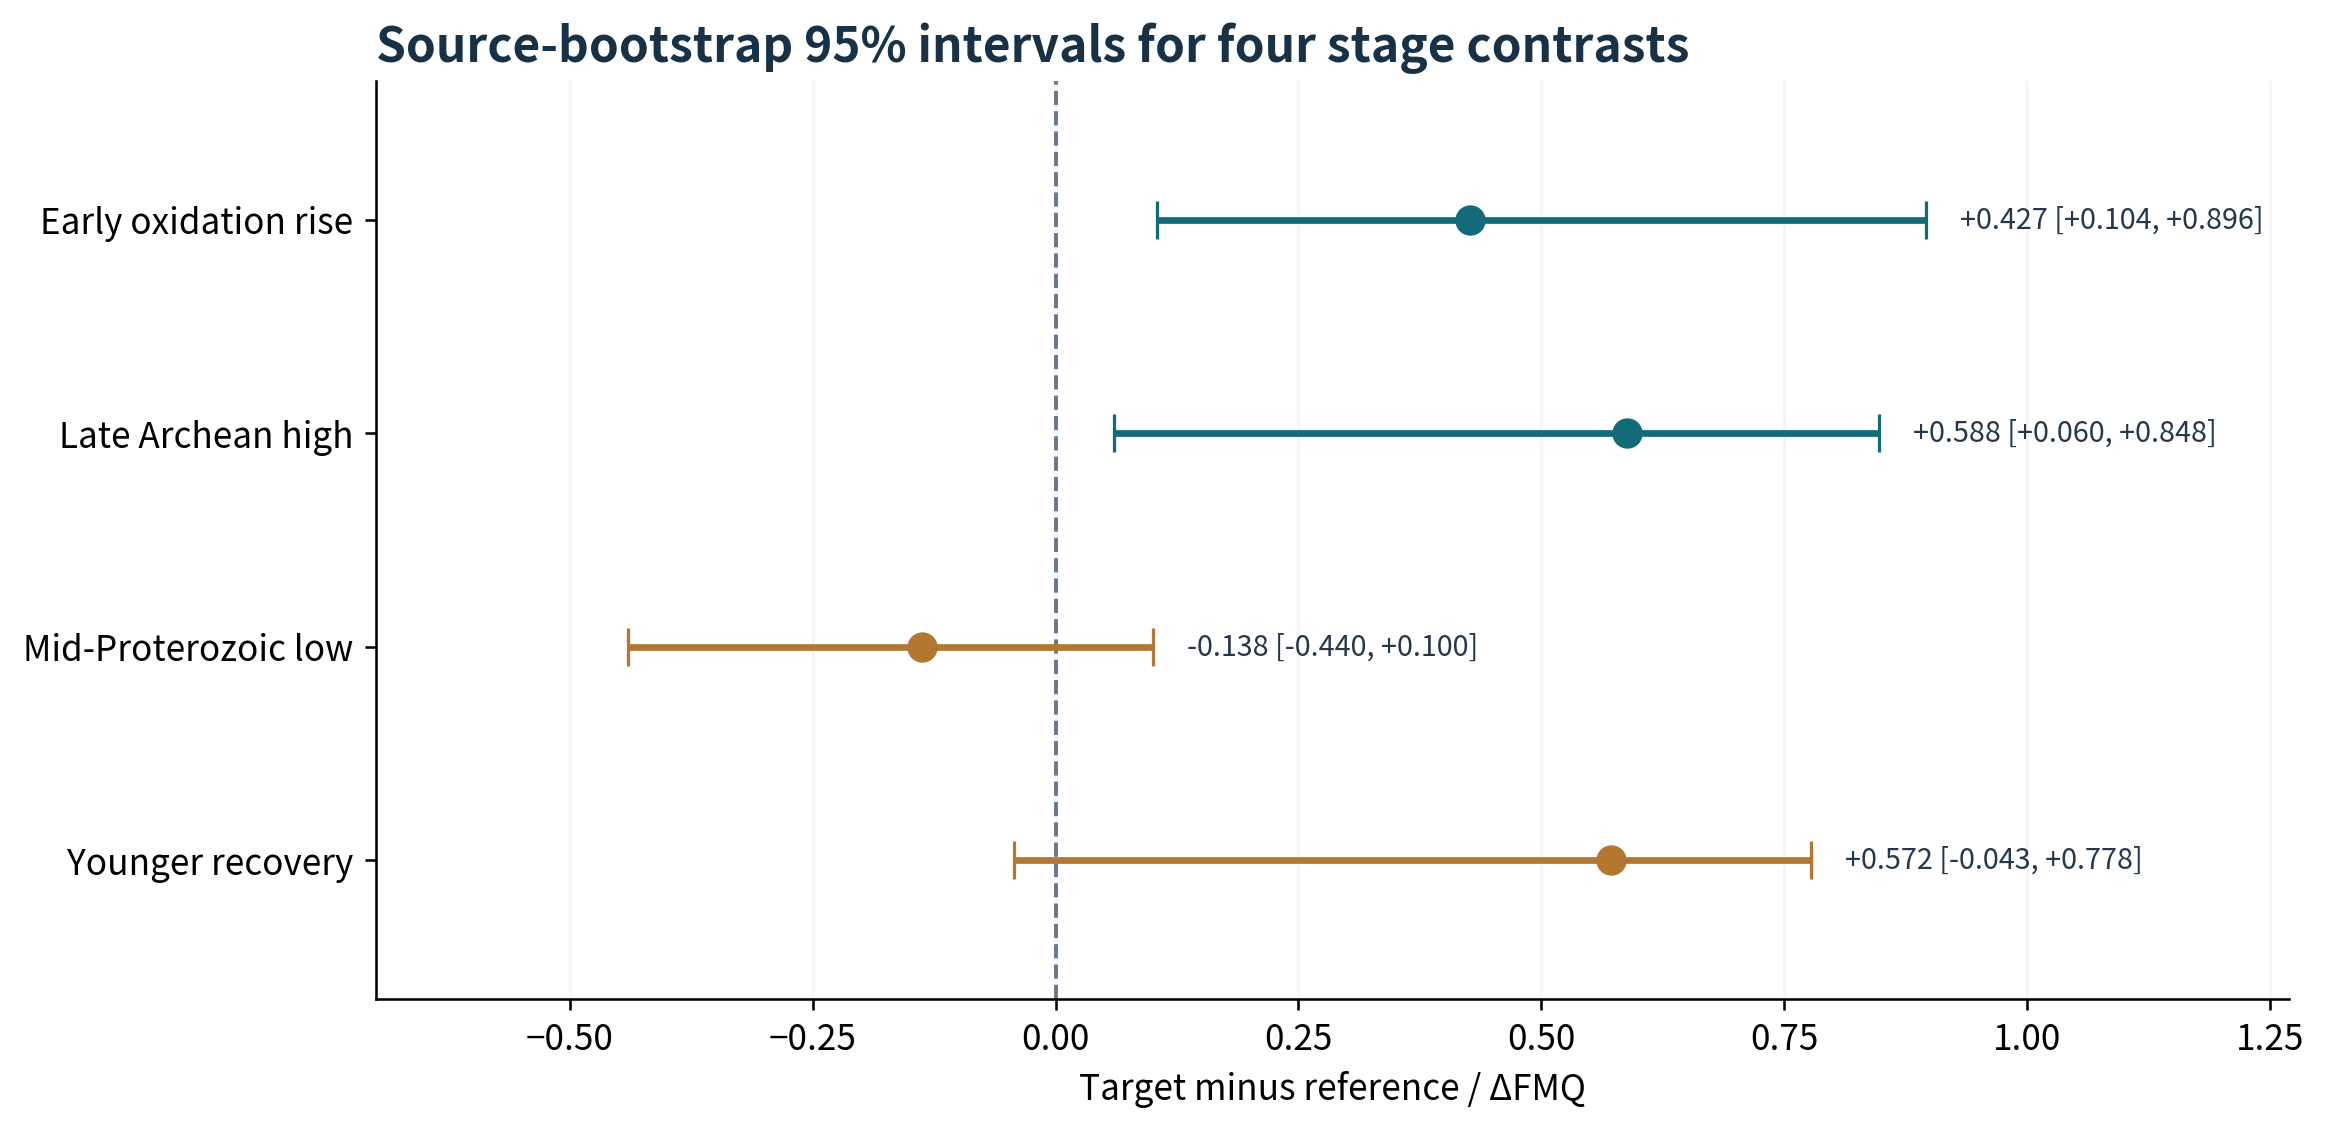 Source-bootstrap 95% intervals for four stage contrasts
Early oxidation rise
+0.427 [+0.104, +0.896]
Late Archean high
+0.588 [+0.060, +0.848]
Mid-Proterozoic low
-0.138 [-0.440, +0.100]
Younger recovery
+0.572 [-0.043, +0.778]
−0.50 −0.25 0.00 0.25 0.50 0.75 1.00 1.25
Target minus reference / ΔFMQ